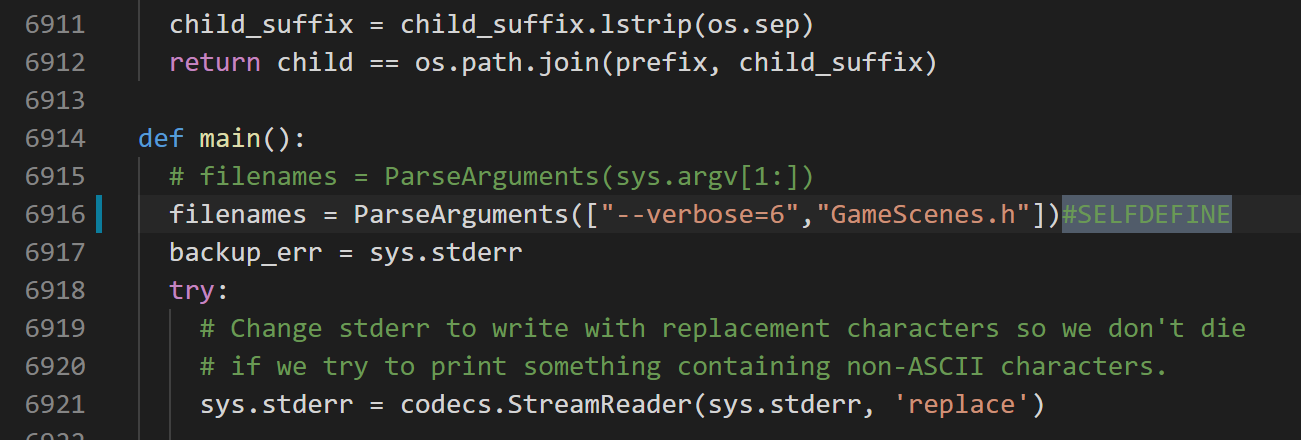 6911 child_suffix = child_suffix.lstrip(os.sep)
6912 return child == os.path.join(prefix, child_suffix)
6913
6914 def main():
6915 # filenames = ParseArguments(sys.argv[1:])
6916 filenames = ParseArguments(["--verbose=6","GameScenes.h"])#SELFDEFINE
6917 backup_err = sys.stderr
6918 try:
6919 # Change stderr to write with replacement characters so we don't die
6920 # if we try to print something containing non-ASCII characters.
6921 sys.stderr = codecs.StreamReader(sys.stderr, 'replace')